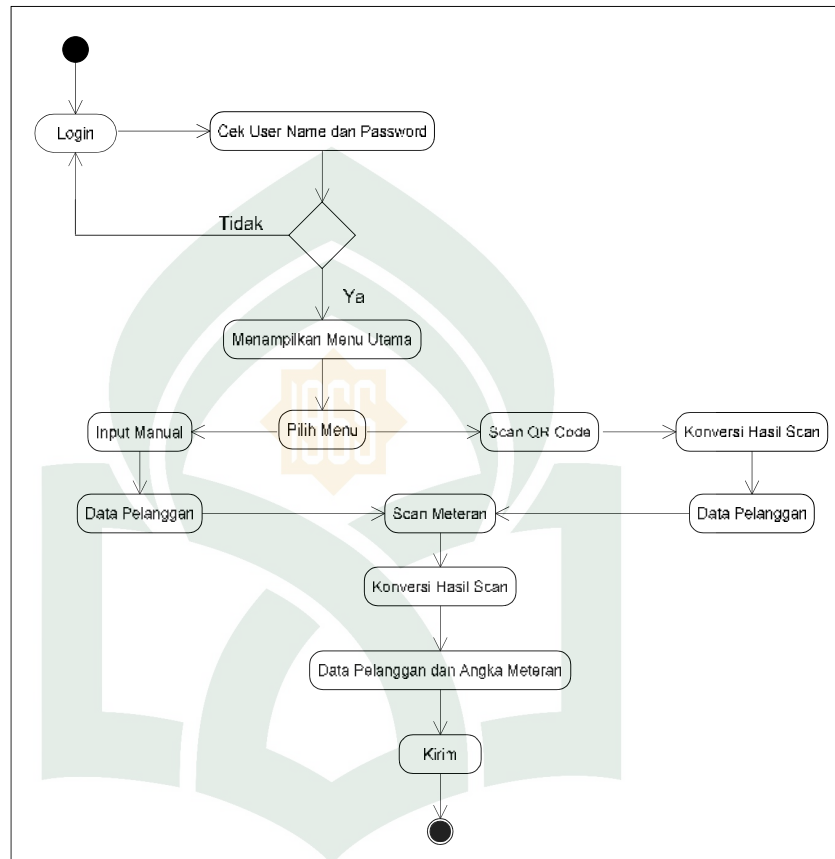 Login
Cek User Name dan Password
Tidak
Ya
Menampilkan Menu Utama
1965
Input Manual
Pilih Menu
Scan QR Code
Konversi Hasil Scan
Data Pelanggan
Scan Meteran
Data Pelanggan
Konversi Hasil Scan
Data Pelanggan dan Angka Meteran
Kirim